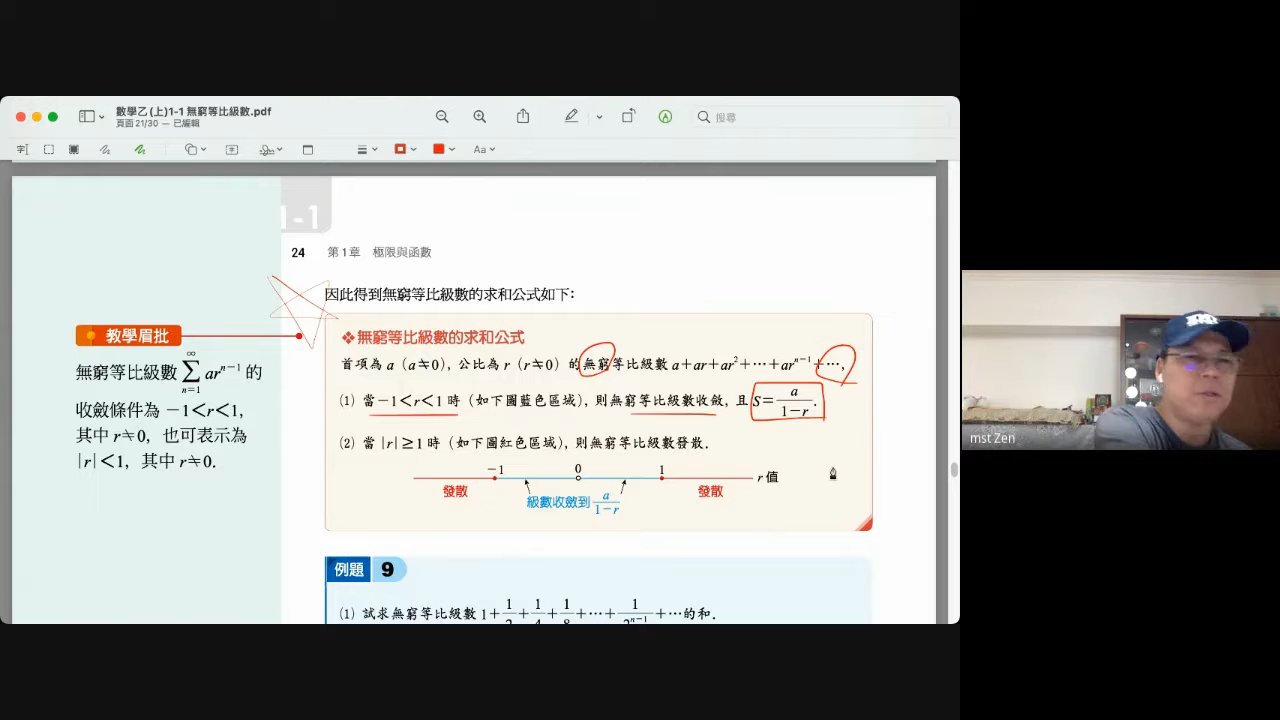 數學乙(上)1-1 無窮等比級數.pdf
頁面 21/30 — 已編輯
搜尋
Aa
1-1
24 第1章 極限與函數
因此得到無窮等比級數的求和公式如下：
❖無窮等比級數的求和公式
首項為 a（a≠0），公比為 r（r≠0）的無窮等比級數 a+ar+ar²+⋯+arⁿ⁻¹+⋯，
(1) 當 −1<r<1 時（如下圖藍色區域），則無窮等比級數收斂，且 S=a/(1−r).
(2) 當 |r|≥1 時（如下圖紅色區域），則無窮等比級數發散.
−1 0 1 r 值
發散 級數收斂到 a/(1−r) 發散
教學眉批
無窮等比級數 ∑_{n=1}^{∞} arⁿ⁻¹ 的
收斂條件為 −1<r<1，
其中 r≠0，也可表示為
|r|<1，其中 r≠0.
例題 9
(1) 試求無窮等比級數 1+1/2+1/4+1/8+⋯+1/2ⁿ⁻¹+⋯的和.
mst Zen